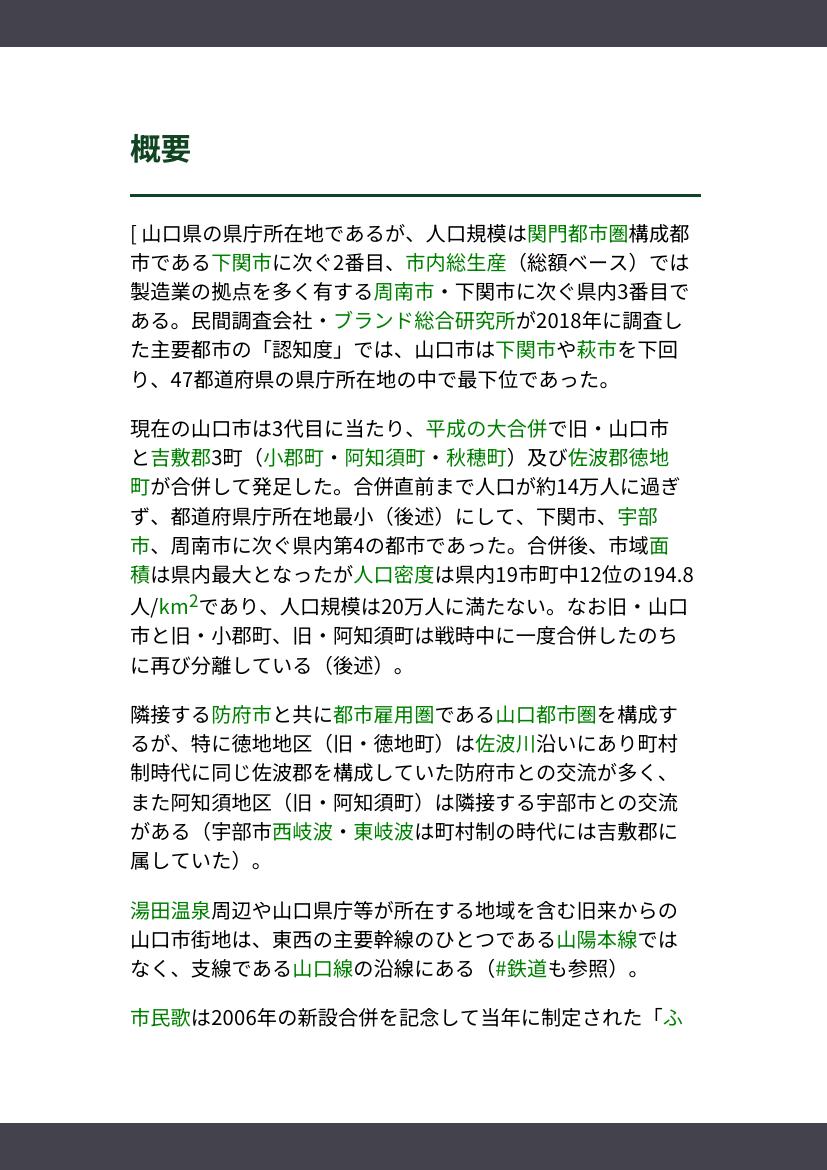 概要
[ 山口県の県庁所在地であるが、人口規模は関門都市圏構成都
市である下関市に次ぐ2番目、市内総生産（総額ベース）では
製造業の拠点を多く有する周南市・下関市に次ぐ県内3番目で
ある。民間調査会社・ブランド総合研究所が2018年に調査し
た主要都市の「認知度」では、山口市は下関市や萩市を下回
り、47都道府県の県庁所在地の中で最下位であった。
現在の山口市は3代目に当たり、平成の大合併で旧・山口市
と吉敷郡3町（小郡町・阿知須町・秋穂町）及び佐波郡徳地
町が合併して発足した。合併直前まで人口が約14万人に過ぎ
ず、都道府県庁所在地最小（後述）にして、下関市、宇部
市、周南市に次ぐ県内第4の都市であった。合併後、市域面
積は県内最大となったが人口密度は県内19市町中12位の194.8
人/km2であり、人口規模は20万人に満たない。なお旧・山口
市と旧・小郡町、旧・阿知須町は戦時中に一度合併したのち
に再び分離している（後述）。
隣接する防府市と共に都市雇用圏である山口都市圏を構成す
るが、特に徳地地区（旧・徳地町）は佐波川沿いにあり町村
制時代に同じ佐波郡を構成していた防府市との交流が多く、
また阿知須地区（旧・阿知須町）は隣接する宇部市との交流
がある（宇部市西岐波・東岐波は町村制の時代には吉敷郡に
属していた）。
湯田温泉周辺や山口県庁等が所在する地域を含む旧来からの
山口市街地は、東西の主要幹線のひとつである山陽本線では
なく、支線である山口線の沿線にある（#鉄道も参照）。
市民歌は2006年の新設合併を記念して当年に制定された「ふ